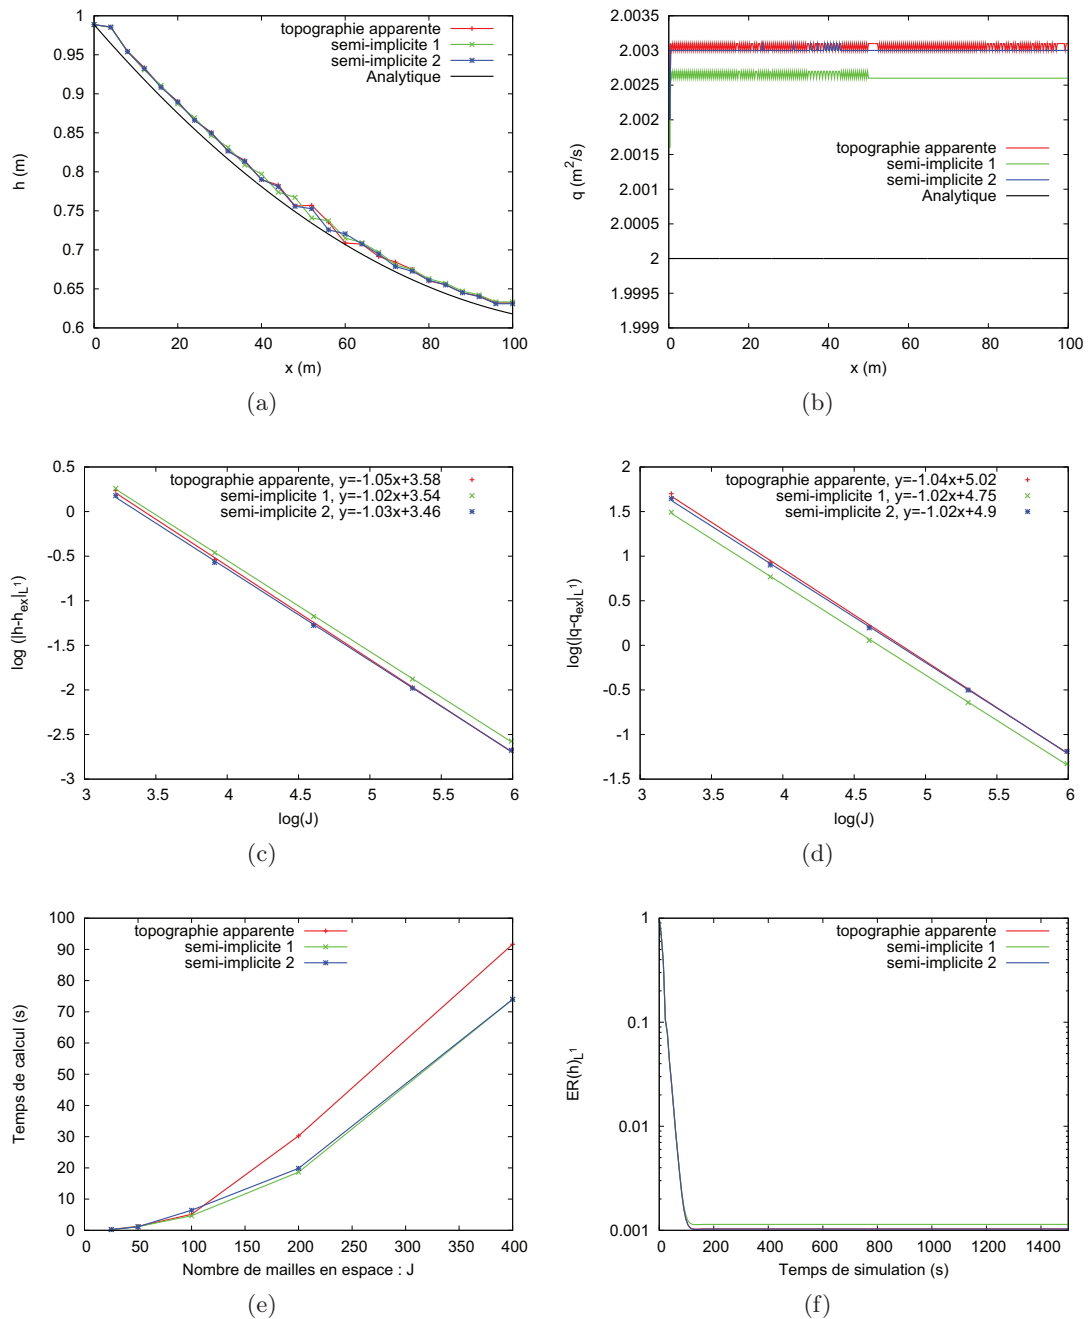 topographie apparente
semi-implicite 1
semi-implicite 2
Analytique
1
0.95
0.9
0.85
0.8
0.75
0.7
0.65
0.6
h (m)
0 20 40 60 80 100
x (m)
(a)
2.0035
2.003
2.0025
2.002
2.0015
2.001
2.0005
2
1.9995
1.999
q (m²/s)
topographie apparente
semi-implicite 1
semi-implicite 2
Analytique
0 20 40 60 80 100
x (m)
(b)
topographie apparente, y=-1.05x+3.58
semi-implicite 1, y=-1.02x+3.54
semi-implicite 2, y=-1.03x+3.46
0.5
0
-0.5
-1
-1.5
-2
-2.5
-3
log (|h-h_ex|_L¹)
3 3.5 4 4.5 5 5.5 6
log(J)
(c)
topographie apparente, y=-1.04x+5.02
semi-implicite 1, y=-1.02x+4.75
semi-implicite 2, y=-1.02x+4.9
2
1.5
1
0.5
0
-0.5
-1
-1.5
log(|q-q_ex|_L¹)
3 3.5 4 4.5 5 5.5 6
log(J)
(d)
topographie apparente
semi-implicite 1
semi-implicite 2
100
90
80
70
60
50
40
30
20
10
0
Temps de calcul (s)
0 50 100 150 200 250 300 350 400
Nombre de mailles en espace : J
(e)
topographie apparente
semi-implicite 1
semi-implicite 2
1
0.1
0.01
0.001
ER(h)_L¹
0 200 400 600 800 1000 1200 1400
Temps de simulation (s)
(f)